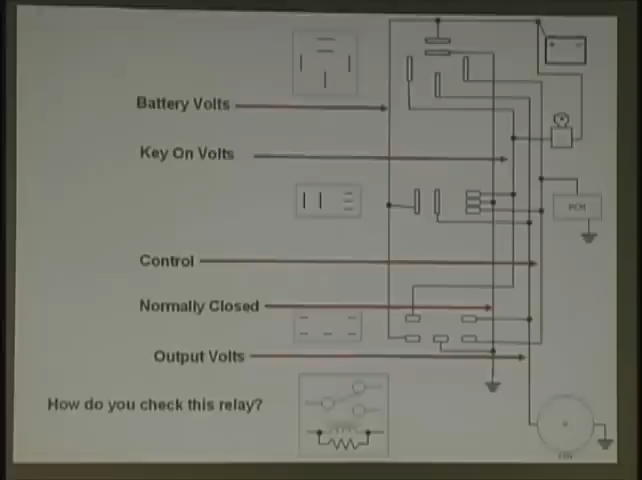 Battery Volts
Key On Volts
PCM
Control
Normally Closed
Output Volts
How do you check this relay?